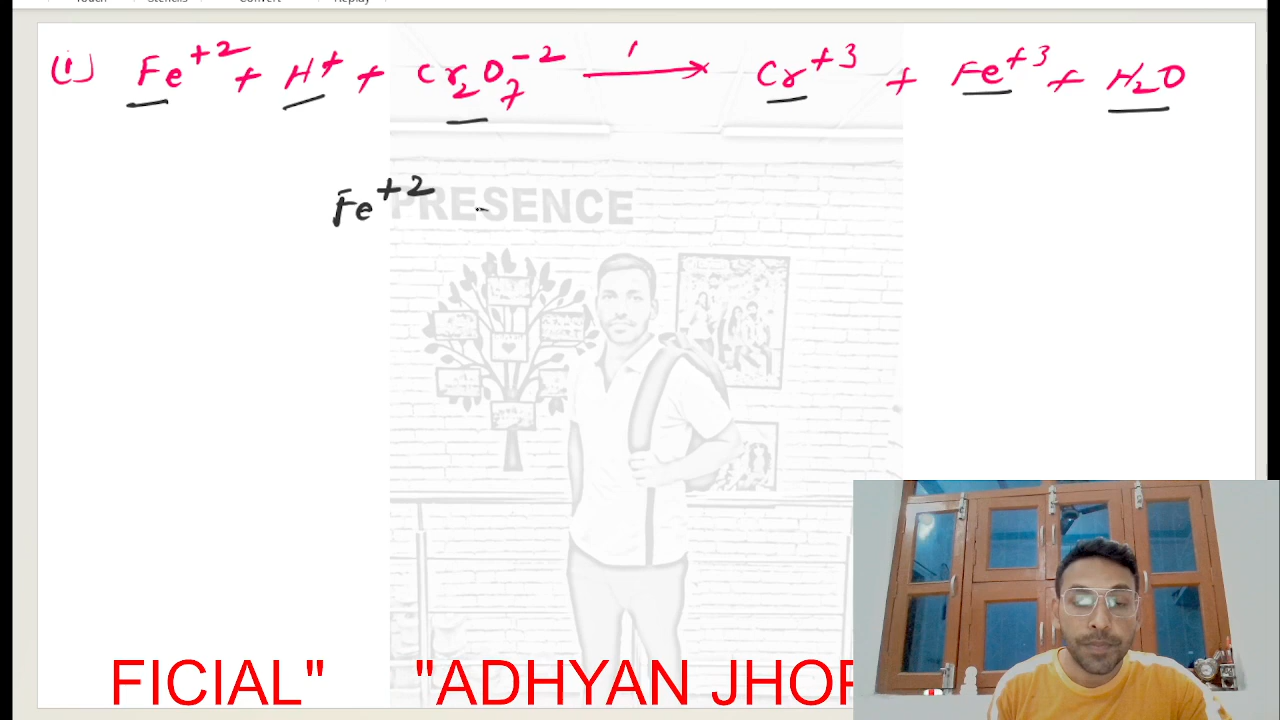 (i) Fe⁺² + H⁺ + Cr₂O₇⁻² → Cr⁺³ + Fe⁺³ + H₂O
Fe⁺²
PRESENCE
FICIAL" "ADHYAN JHOR